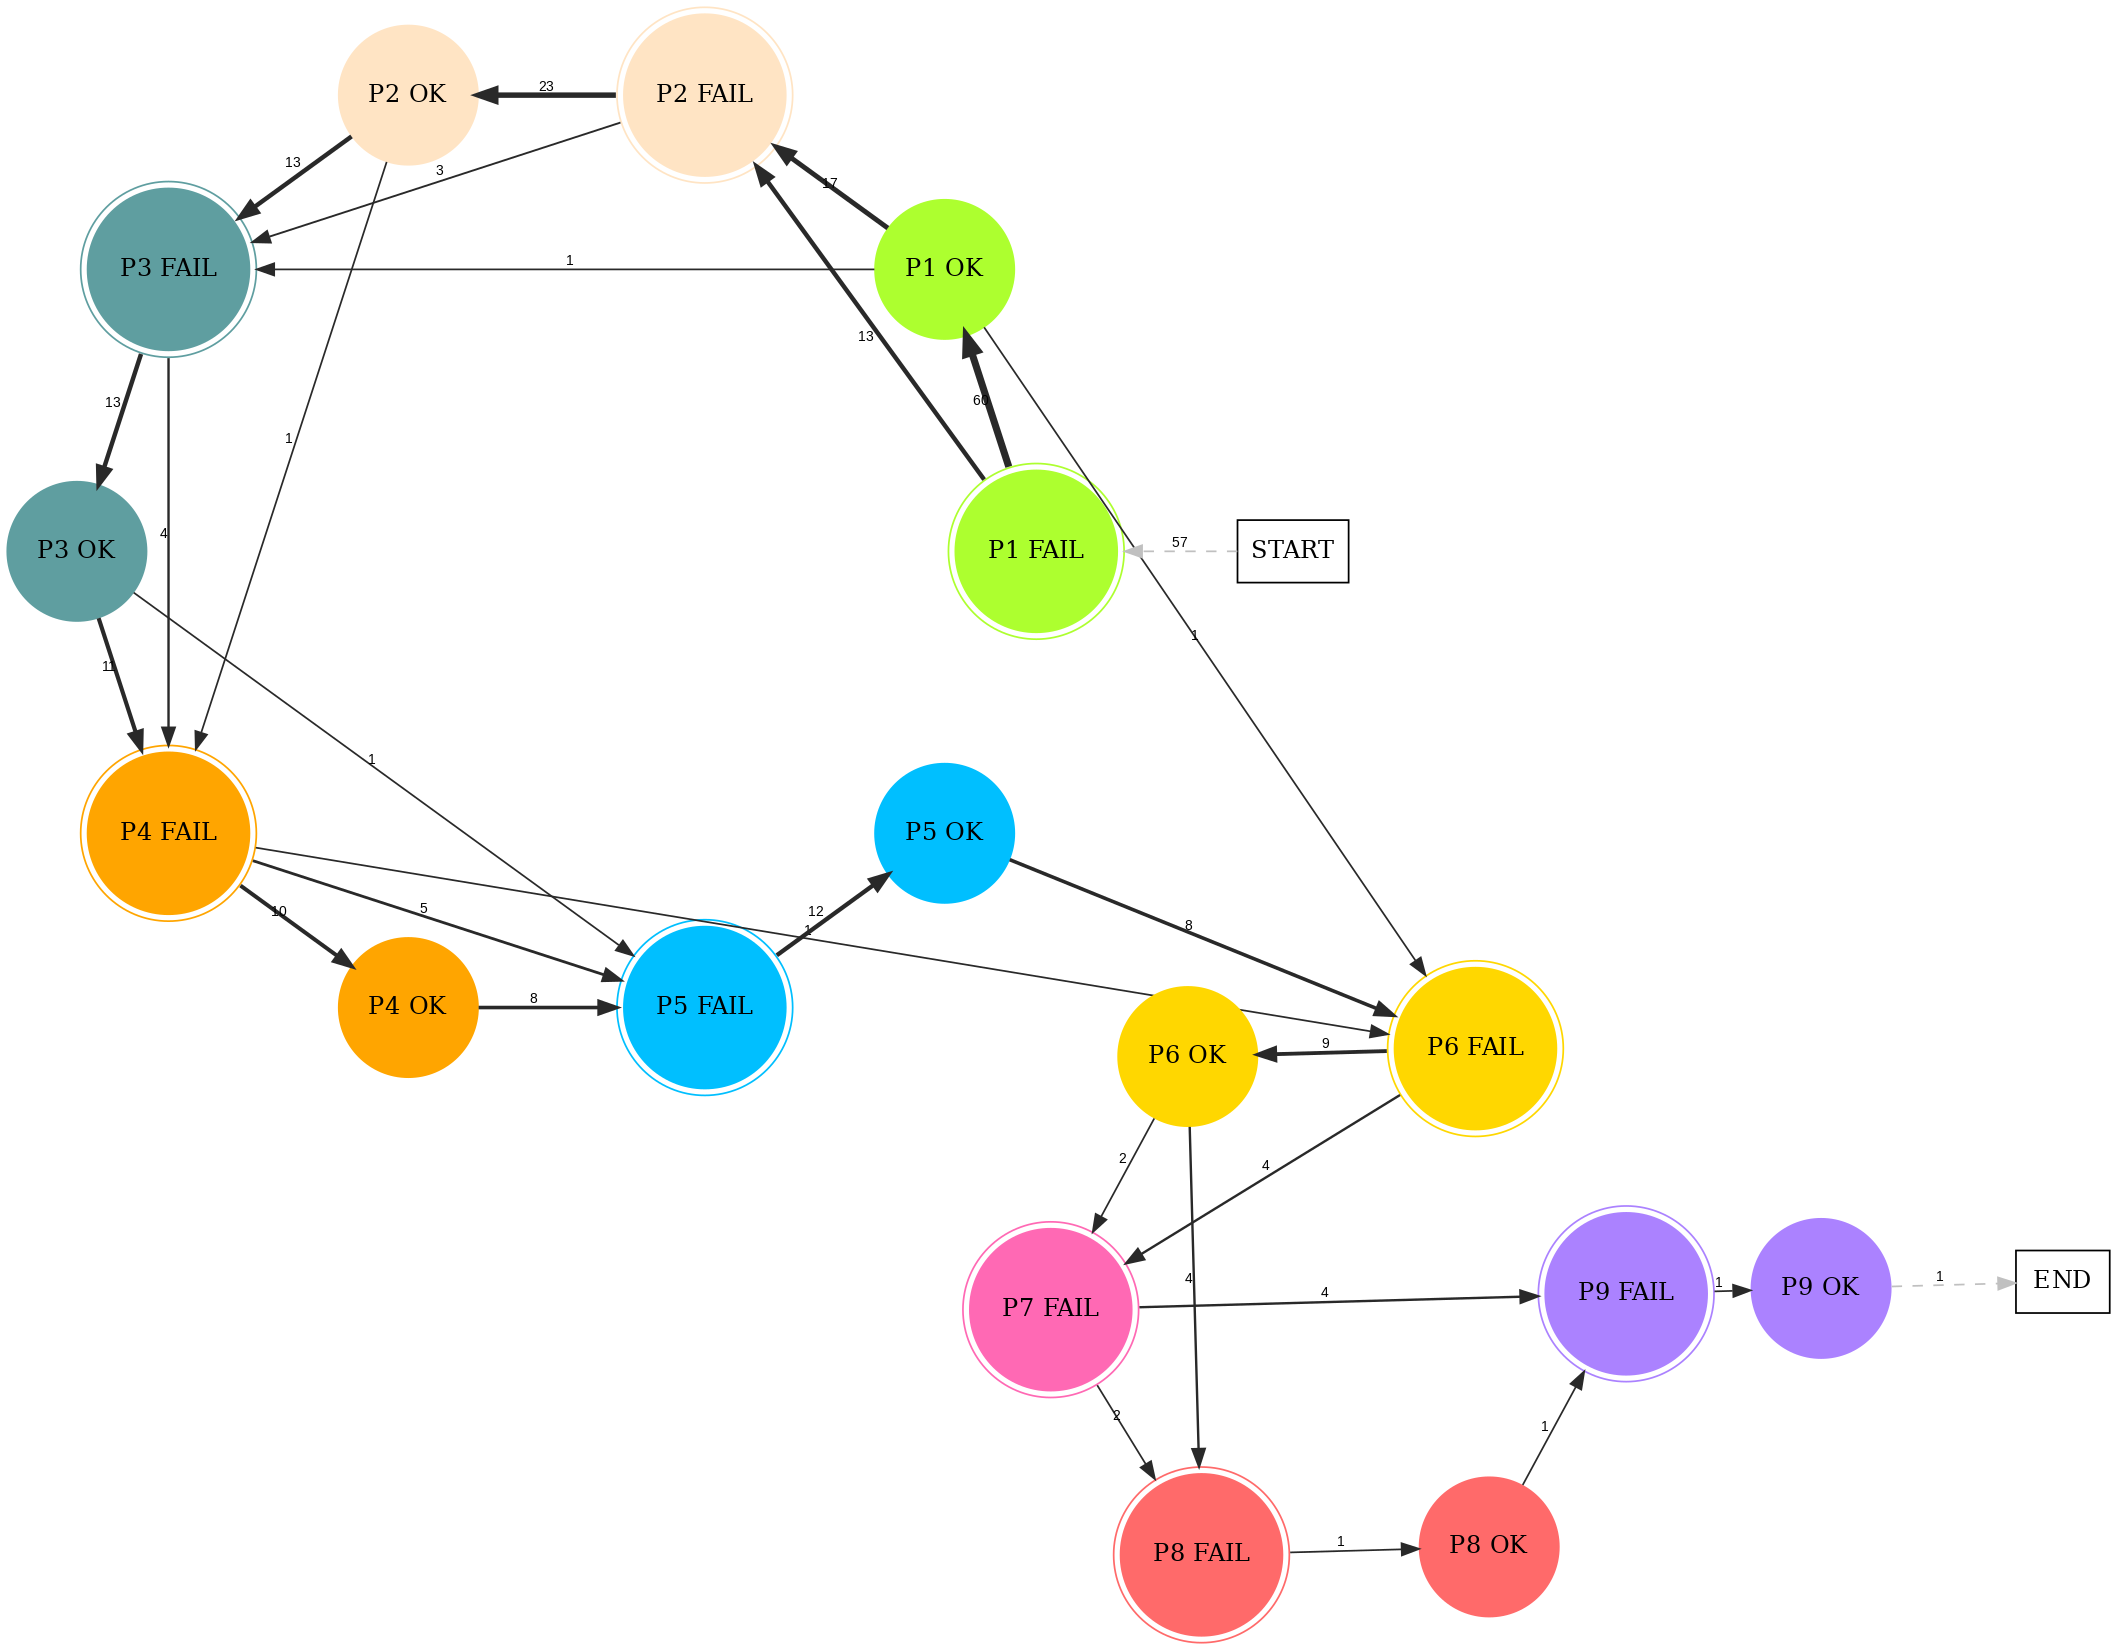 P2 OK
23
P2 FAIL
13
3
17
P3 FAIL
1
P1 OK
13
13
60
1
4
P3 OK
P1 FAIL
57
START
1
11
1
P4 FAIL
P5 OK
10
5
12
1
8
P4 OK
8
P5 FAIL
P6 OK
9
P6 FAIL
2
4
4
P7 FAIL
4
P9 FAIL
1
P9 OK
1
END
2
1
P8 FAIL
1
P8 OK